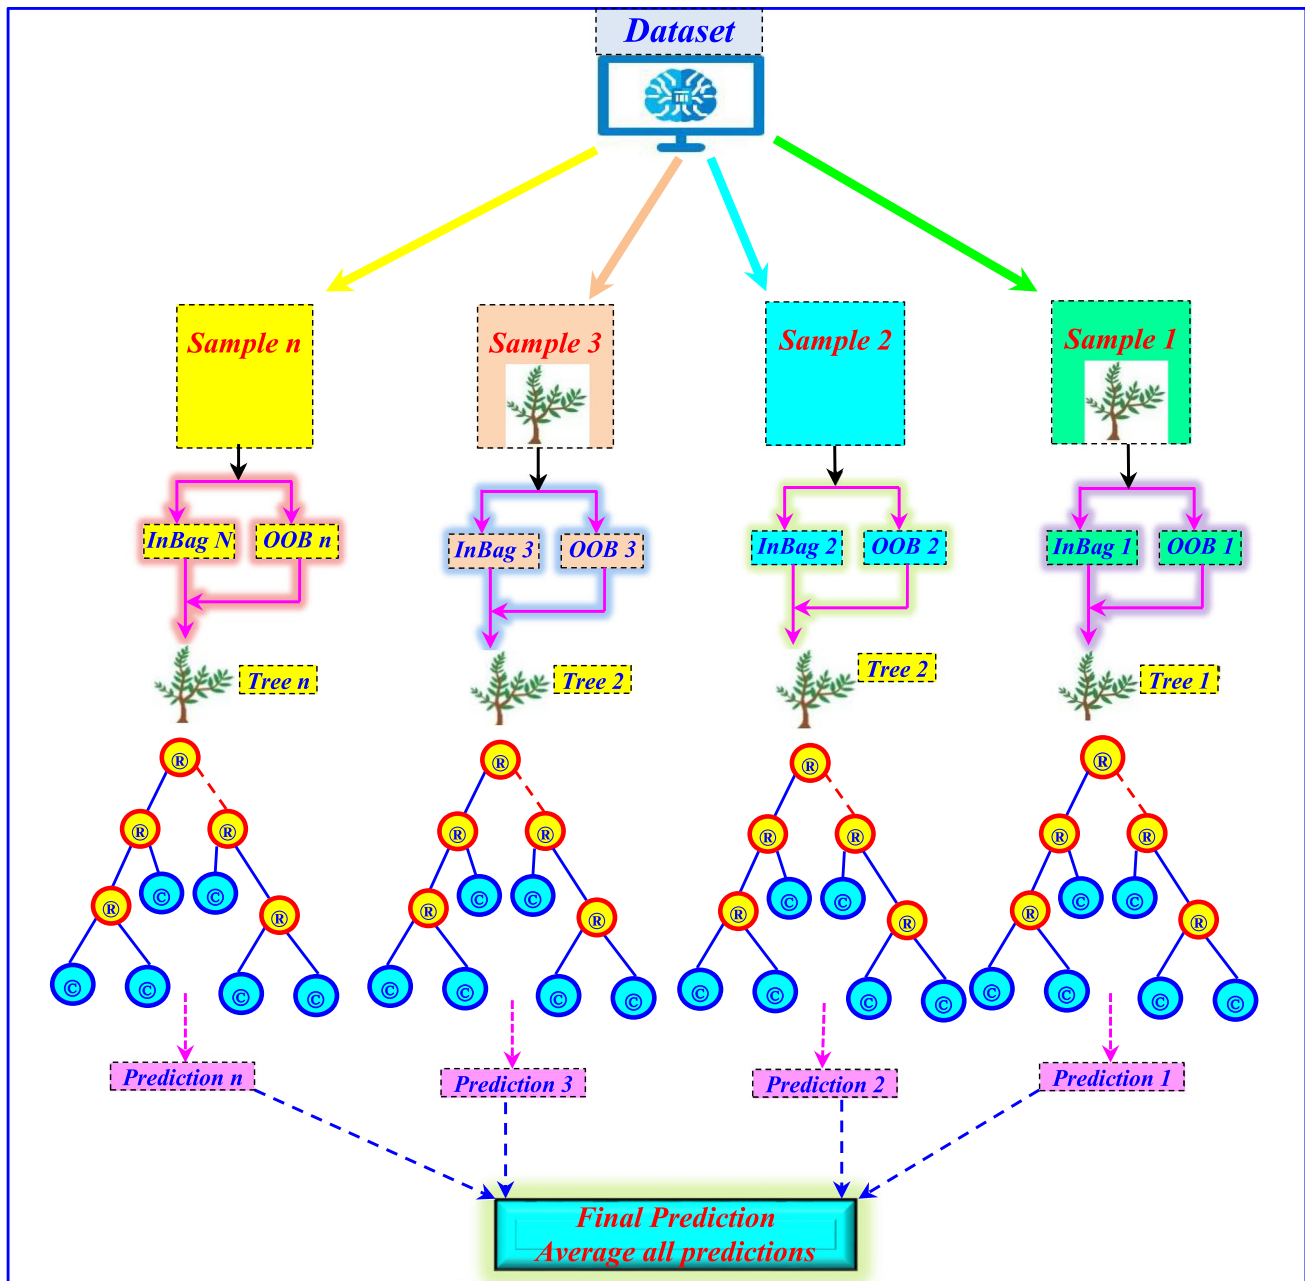 Dataset
Sample n
Sample 3
Sample 2
Sample 1
InBag N
OOB n
InBag 3
OOB 3
InBag 2
OOB 2
InBag 1
OOB 1
Tree n
Tree 2
Tree 2
Tree 1
® ® ® ®
® ® ® ® ® ® ® ®
© © © © © © © ©
® ® ® ® ® ® ® ®
© © © © © © © © © © © © © © © ©
Prediction n
Prediction 3
Prediction 2
Prediction 1
Final Prediction
Average all predictions